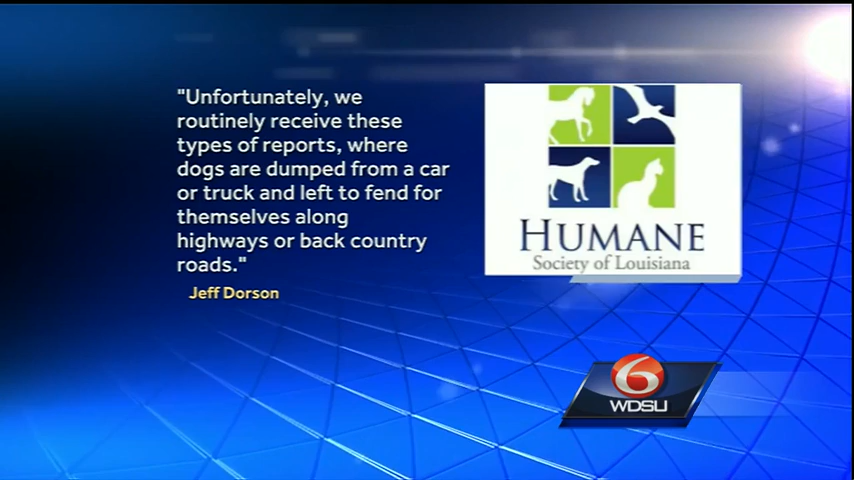 "Unfortunately, we
routinely receive these
types of reports, where
dogs are dumped from a car
or truck and left to fend for
themselves along
highways or back country
roads."
Jeff Dorson
HUMANE
Society of Louisiana
6
WDSU